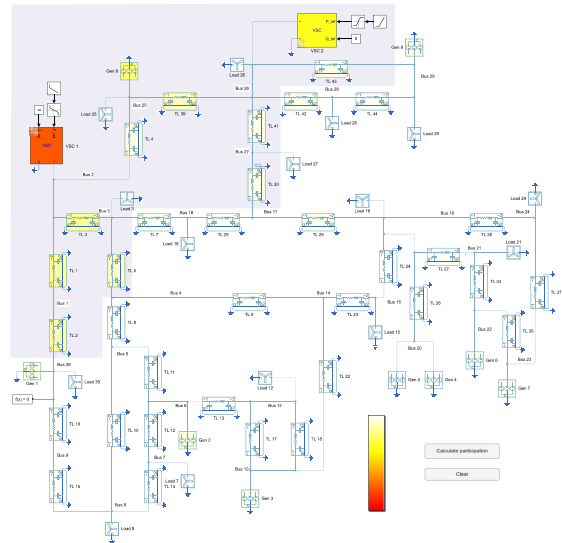 VSC
P_ref
Q_ref
0
VSC 2
Gen 9
Load 26
TL 43
Bus 29
Gen 8
Bus 26
Bus 28
Bus 25
TL 39
TL 42
TL 44
Load 25
TL 4
TL 41
Load 28
Load 29
0
VSC
VSC 1
Bus 27
Load 27
Bus 2
TL 30
Load 3
Load 16
Load 24
Bus 3
Bus 18
Bus 17
Bus 16
Bus 24
TL 3
TL 7
TL 29
TL 25
TL 28
Load 18
Load 21
Bus 21
TL 24
TL 27
TL 1
TL 34
TL 37
Bus 4
Bus 14
TL 26
Bus 1
TL 9
TL 23
Bus 15
TL 2
TL 8
Load 15
Bus 22
TL 35
Bus 20
Bus 5
Bus 39
TL 11
TL 22
Gen 6
Bus 23
Gen 1
Load 39
Load 12
Gen 5
Gen 4
Gen 7
f(x) = 0
Bus 6
Bus 12
TL 13
TL 16
TL 10
TL 12
Gen 2
TL 17
TL 18
Bus 9
Bus 7
Bus 10
TL 15
Load 7
TL 14
Gen 3
Bus 8
Load 8
Calculate participation
Clear